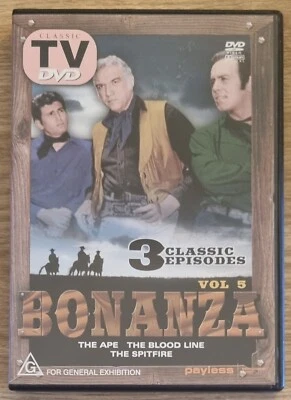 CLASSIC
TV
DVD
DVD
3 CLASSIC
EPISODES
VOL 5
BONANZA
THE APE THE BLOOD LINE
THE SPITFIRE
G
FOR GENERAL EXHIBITION
payless